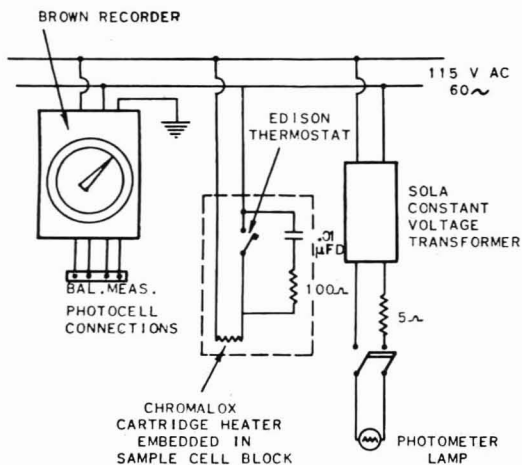 BROWN RECORDER
115 V AC
60~
EDISON
THERMOSTAT
SOLA
CONSTANT
VOLTAGE
TRANSFORMER
.01
µFD
100Ω
5Ω
BAL. MEAS.
PHOTOCELL
CONNECTIONS
CHROMALOX
CARTRIDGE HEATER
EMBEDDED IN
SAMPLE CELL BLOCK
PHOTOMETER
LAMP